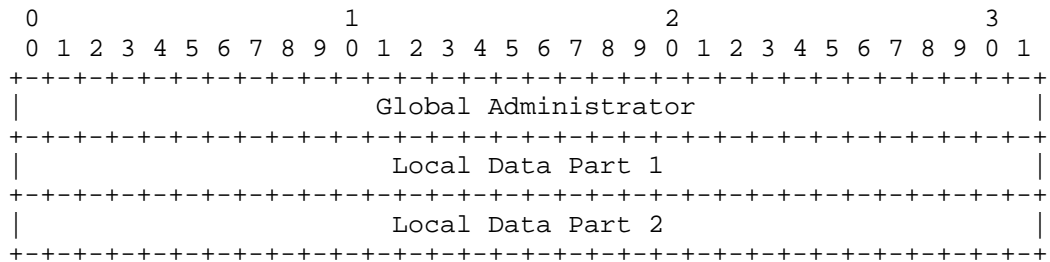 0                   1                   2                   3
 0 1 2 3 4 5 6 7 8 9 0 1 2 3 4 5 6 7 8 9 0 1 2 3 4 5 6 7 8 9 0 1
+-+-+-+-+-+-+-+-+-+-+-+-+-+-+-+-+-+-+-+-+-+-+-+-+-+-+-+-+-+-+-+-+
|                      Global Administrator                     |
+-+-+-+-+-+-+-+-+-+-+-+-+-+-+-+-+-+-+-+-+-+-+-+-+-+-+-+-+-+-+-+-+
|                       Local Data Part 1                       |
+-+-+-+-+-+-+-+-+-+-+-+-+-+-+-+-+-+-+-+-+-+-+-+-+-+-+-+-+-+-+-+-+
|                       Local Data Part 2                       |
+-+-+-+-+-+-+-+-+-+-+-+-+-+-+-+-+-+-+-+-+-+-+-+-+-+-+-+-+-+-+-+-+